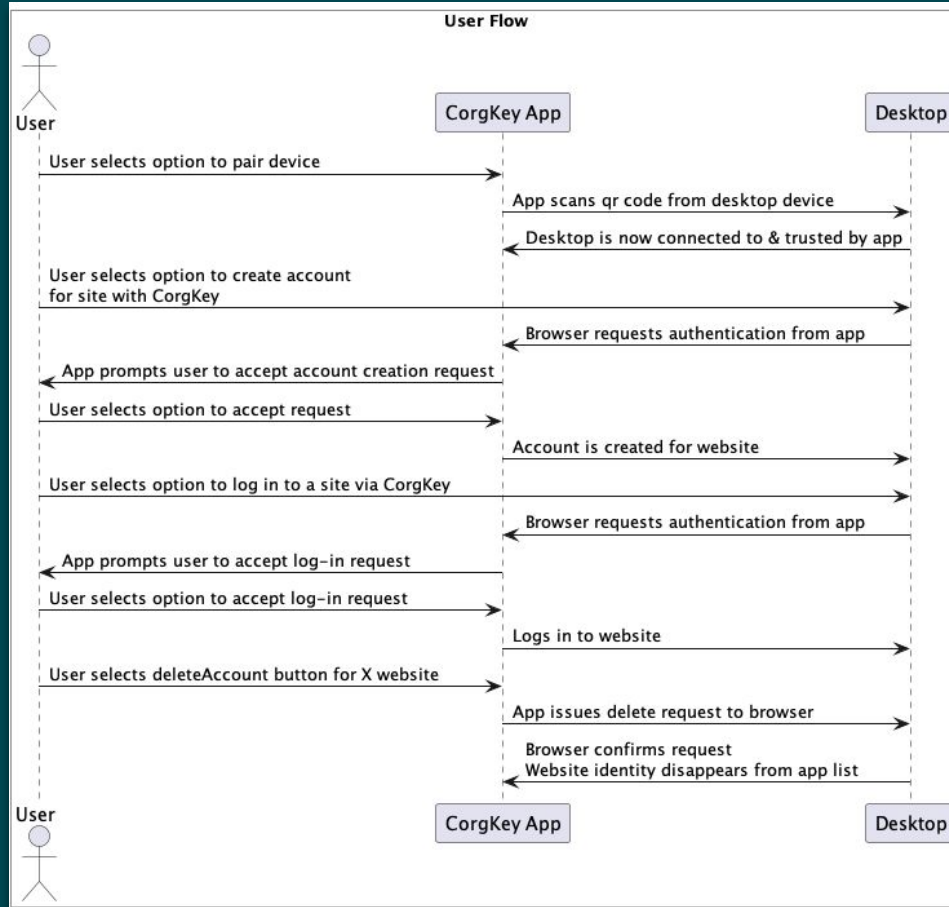 User Flow
User
CorgKey App
Desktop
User selects option to pair device
App scans qr code from desktop device
Desktop is now connected to & trusted by app
User selects option to create account
for site with CorgKey
Browser requests authentication from app
App prompts user to accept account creation request
User selects option to accept request
Account is created for website
User selects option to log in to a site via CorgKey
Browser requests authentication from app
App prompts user to accept log-in request
User selects option to accept log-in request
Logs in to website
User selects deleteAccount button for X website
App issues delete request to browser
Browser confirms request
Website identity disappears from app list
User
CorgKey App
Desktop